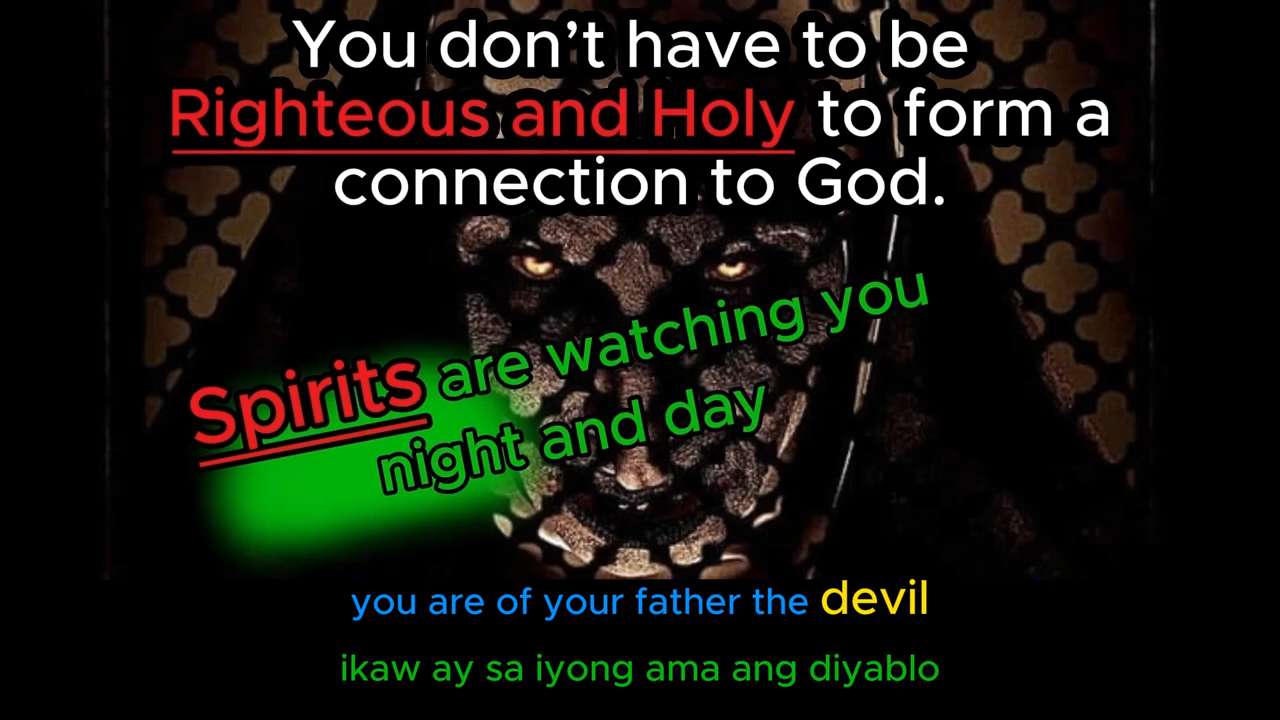 You don’t have to be
Righteous and Holy to form a
connection to God.
Spirits are watching you
night and day
you are of your father the devil
ikaw ay sa iyong ama ang diyablo